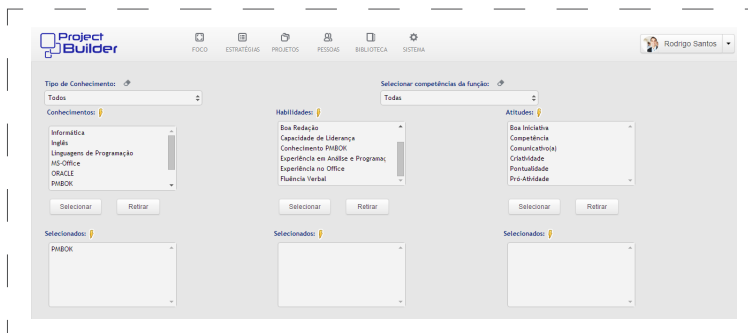 Project
Builder
FOCO ESTRATÉGIAS PROJETOS PESSOAS BIBLIOTECA SISTEMA
Rodrigo Santos
Tipo de Conhecimento: Selecionar competências da função:
Todos Todas
Conhecimentos: Habilidades: Atitudes:
Informática Boa Redação Boa Iniciativa
Inglês Capacidade de Liderança Competência
Linguagens de Programação Conhecimento PMBOK Comunicativo(a)
MS-Office Experiência em Análise e Programaç Criatividade
ORACLE Experiência no Office Pontualidade
PMBOK Fluência Verbal Pró-Atividade
Selecionar Retirar Selecionar Retirar Selecionar Retirar
Selecionados: Selecionados: Selecionados:
PMBOK